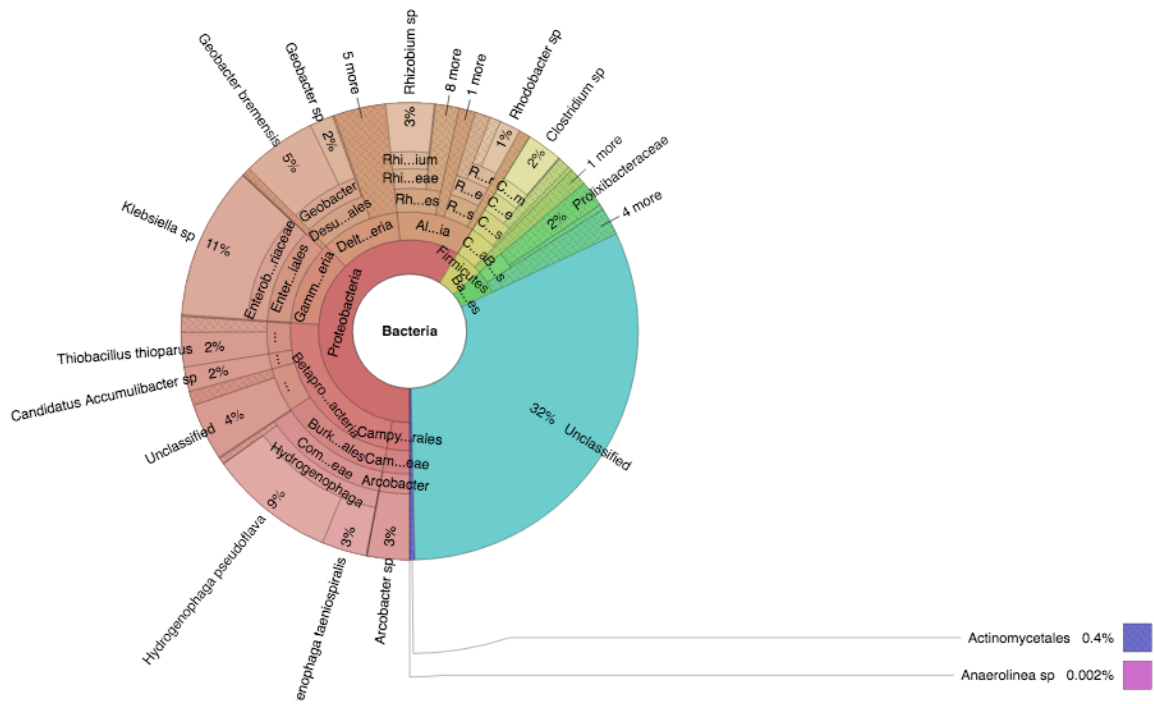 Geobacter bremensis
Geobacter sp
5 more
Rhizobium sp
8 more
1 more
Rhodobacter sp
Clostridium sp
1 more
Prolixibacteraceae
4 more
5%
2%
3%
1%
2%
2%
Rhi...ium
Rhi...eae
Rh...es
Al...ia
R...r
R...e
R...s
C...m
C...e
C...s
C...a
B...s
Firmicutes
Ba...es
Geobacter
Desu...ales
Delt...eria
Klebsiella sp
11%
Enterob...riaceae
Enter...iales
Gamm...eria
Proteobacteria
Bacteria
Thiobacillus thioparus
2%
...
Candidatus Accumulibacter sp
2%
...
Unclassified
4%
...
Betapro...acteria
Burk...ales
Com...eae
Hydrogenophaga
Campy...rales
Cam...eae
Arcobacter
32%
Unclassified
9%
3%
3%
Hydrogenophaga pseudoflava
enophaga taeniospiralis
Arcobacter sp
Actinomycetales 0.4%
Anaerolinea sp 0.002%